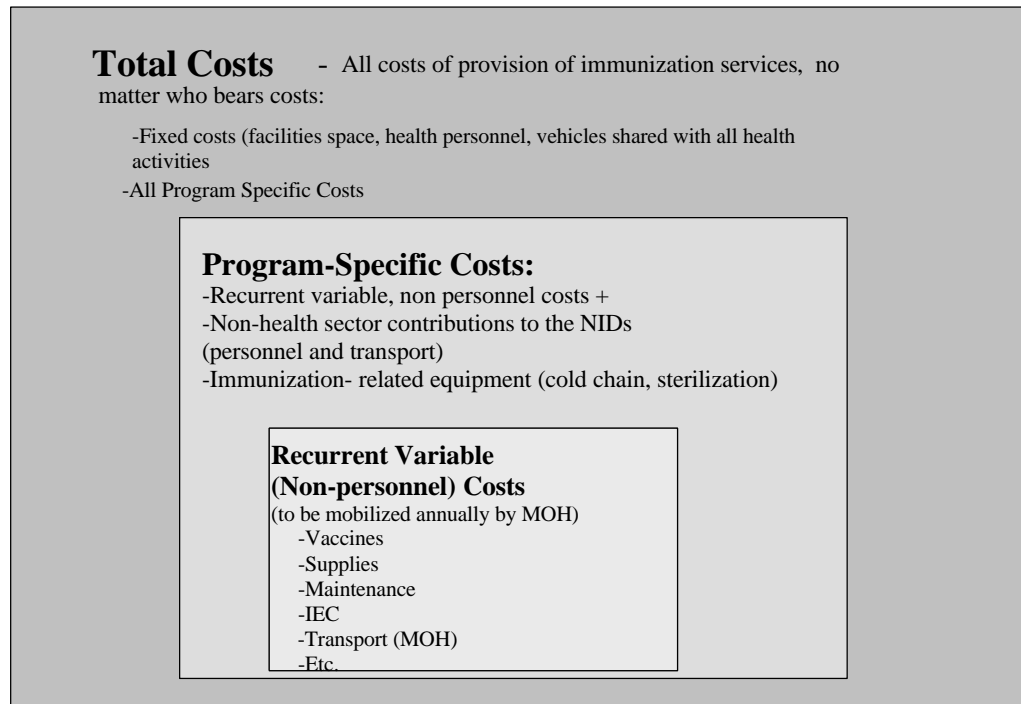 Total Costs - All costs of provision of immunization services, no
matter who bears costs:
-Fixed costs (facilities space, health personnel, vehicles shared with all health
activities
-All Program Specific Costs
Program-Specific Costs:
-Recurrent variable, non personnel costs +
-Non-health sector contributions to the NIDs
(personnel and transport)
-Immunization- related equipment (cold chain, sterilization)
Recurrent Variable
(Non-personnel) Costs
(to be mobilized annually by MOH)
-Vaccines
-Supplies
-Maintenance
-IEC
-Transport (MOH)
-Etc.